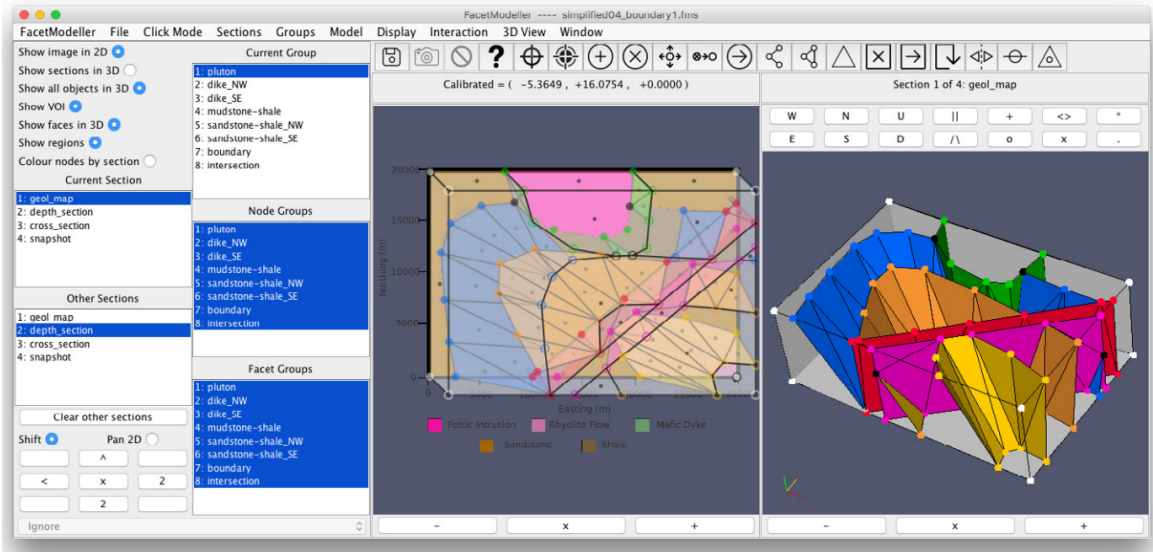 FacetModeller ---- simplified04_boundary1.fms
FacetModeller File Click Mode Sections Groups Model Display Interaction 3D View Window
Show image in 2D
Show sections in 3D
Show all objects in 3D
Show VOI
Show faces in 3D
Show regions
Colour nodes by section
Current Section
1: geol_map
2: depth_section
3: cross_section
4: snapshot
Other Sections
1: geol map
2: depth_section
3: cross_section
4: snapshot
Clear other sections
Shift Pan 2D
^
< x 2
2
Ignore
Current Group
1: pluton
2: dike_NW
3: dike_SE
4: mudstone-shale
5: sandstone-shale_NW
6: sandstone-shale_SE
7: boundary
8: intersection
Node Groups
1: pluton
2: dike_NW
3: dike_SE
4: mudstone-shale
5: sandstone-shale_NW
6: sandstone-shale_SE
7: boundary
8: intersection
Facet Groups
1: pluton
2: dike_NW
3: dike_SE
4: mudstone-shale
5: sandstone-shale_NW
6: sandstone-shale_SE
7: boundary
8: intersection
?
Calibrated = ( -5.3649 , +16.0754 , +0.0000 )
20000
15000
10000
5000
0
Northing (m)
5000
Easting (m)
Felsic Intrusion Rhyolite Flow Mafic Dyke
Sandstone Shale
- x +
Section 1 of 4: geol_map
W N U || + <> *
E S D /\ o x .
- x +